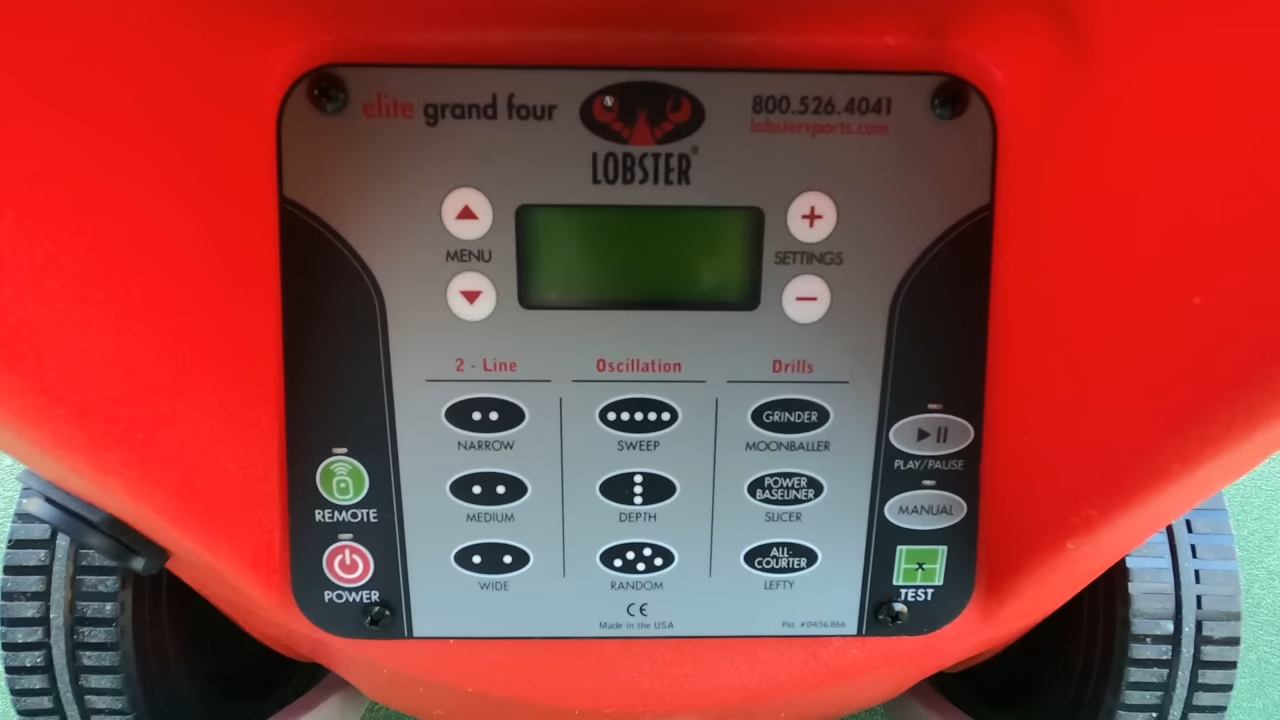 elite grand four
LOBSTER®
800.526.4041
lobstersports.com
MENU
SETTINGS
2 - Line
Oscillation
Drills
NARROW
SWEEP
GRINDER
MOONBALLER
MEDIUM
DEPTH
POWER
BASELINER
SLICER
WIDE
RANDOM
ALL-
COURTER
LEFTY
REMOTE
POWER
PLAY/PAUSE
MANUAL
TEST
CE
Made in the USA
Pat. #D456.866